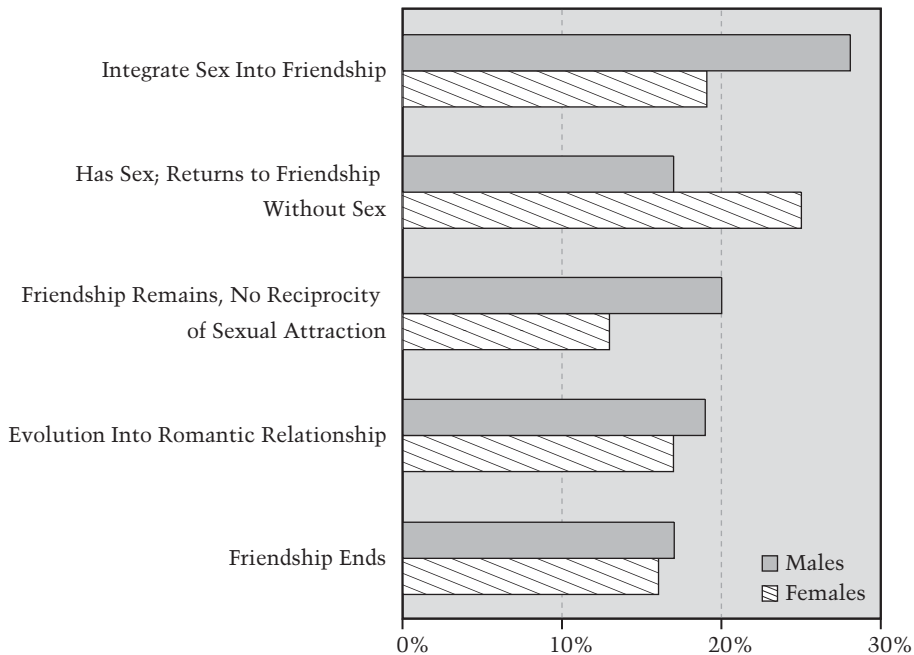 Integrate Sex Into Friendship
Has Sex; Returns to Friendship
Without Sex
Friendship Remains, No Reciprocity
of Sexual Attraction
Evolution Into Romantic Relationship
Friendship Ends
Males
Females
0% 10% 20% 30%